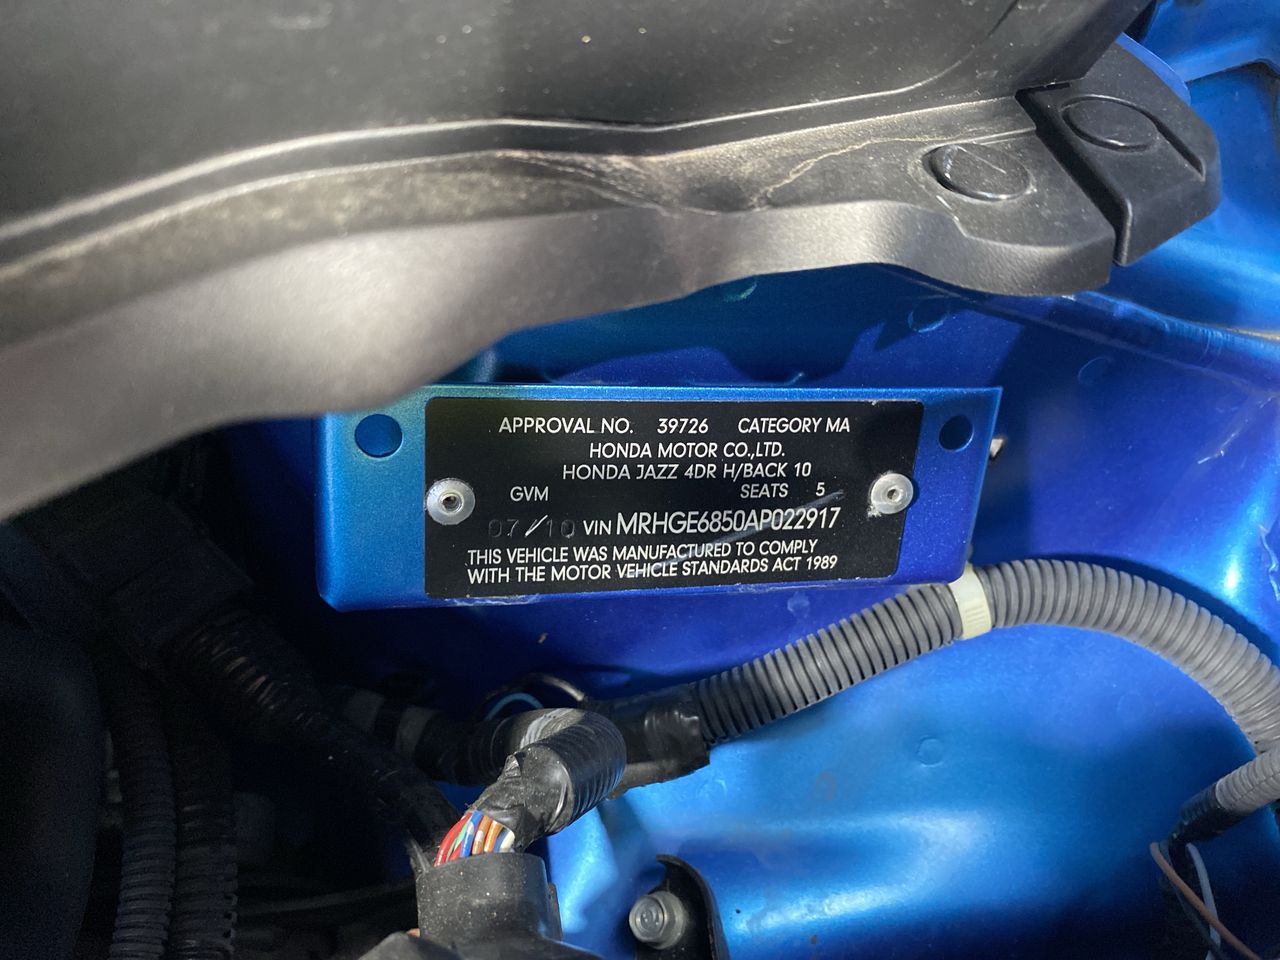 APPROVAL NO. 39726 CATEGORY MA
HONDA MOTOR CO.,LTD.
HONDA JAZZ 4DR H/BACK 10
GVM SEATS 5
07/10 VIN MRHGE6850AP022917
THIS VEHICLE WAS MANUFACTURED TO COMPLY
WITH THE MOTOR VEHICLE STANDARDS ACT 1989